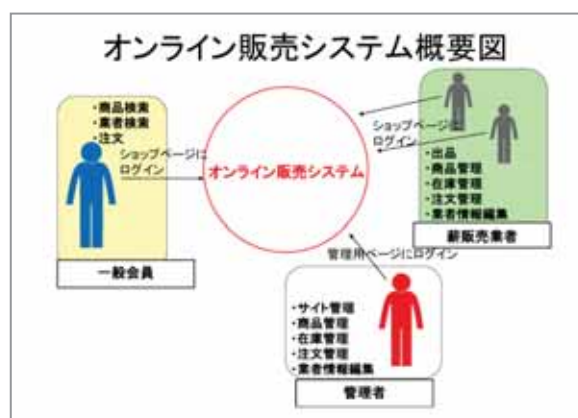 オンライン販売システム概要図
・商品検索
・業者検索
・注文
ショップページに
ログイン
一般会員
オンライン販売システム
ショップページに
ログイン
・出品
・商品管理
・在庫管理
・注文管理
・業者情報編集
薪販売業者
管理用ページにログイン
・サイト管理
・商品管理
・在庫管理
・注文管理
・業者情報編集
管理者